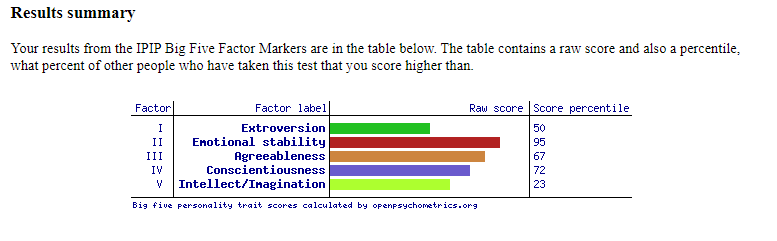 Results summary
Your results from the IPIP Big Five Factor Markers are in the table below. The table contains a raw score and also a percentile,
what percent of other people who have taken this test that you score higher than.
Factor Factor label Raw score Score percentile
I Extroversion 50
II Emotional stability 95
III Agreeableness 67
IV Conscientiousness 72
V Intellect/Imagination 23
Big five personality trait scores calculated by openpsychometrics.org